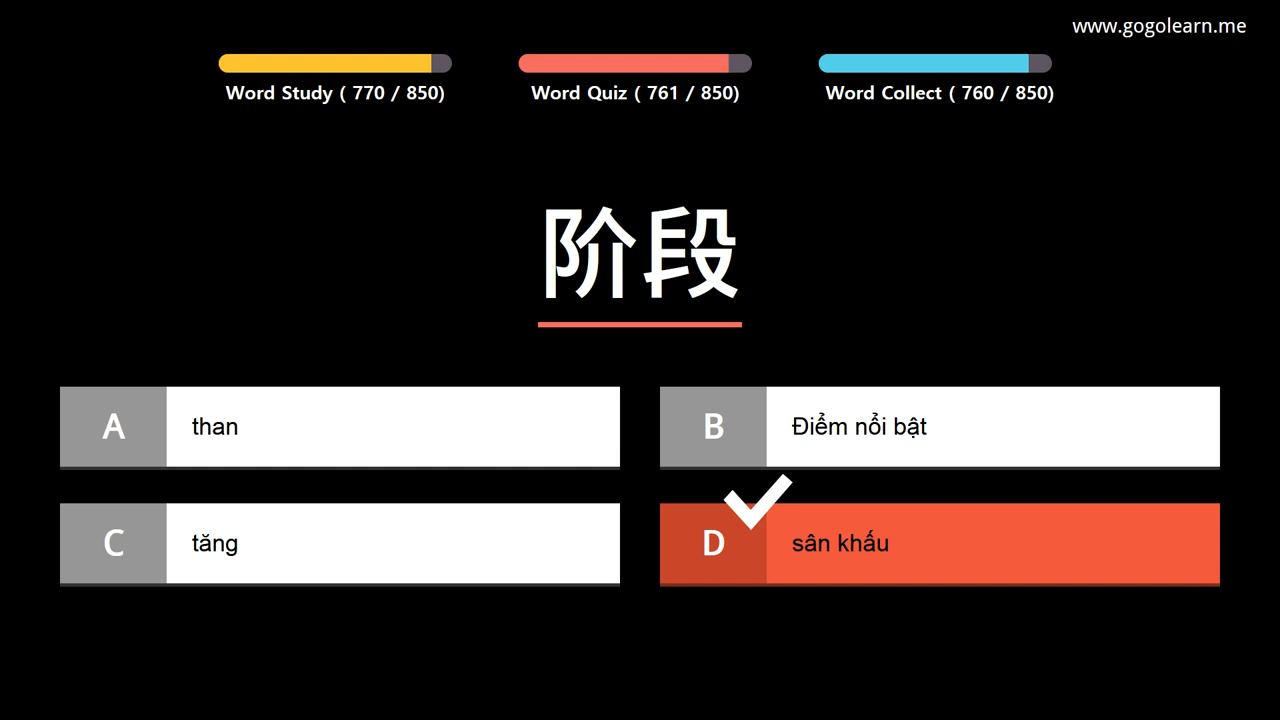 www.gogolearn.me
Word Study ( 770 / 850)
Word Quiz ( 761 / 850)
Word Collect ( 760 / 850)
阶段
A than
B Điểm nổi bật
C tăng
D sân khấu